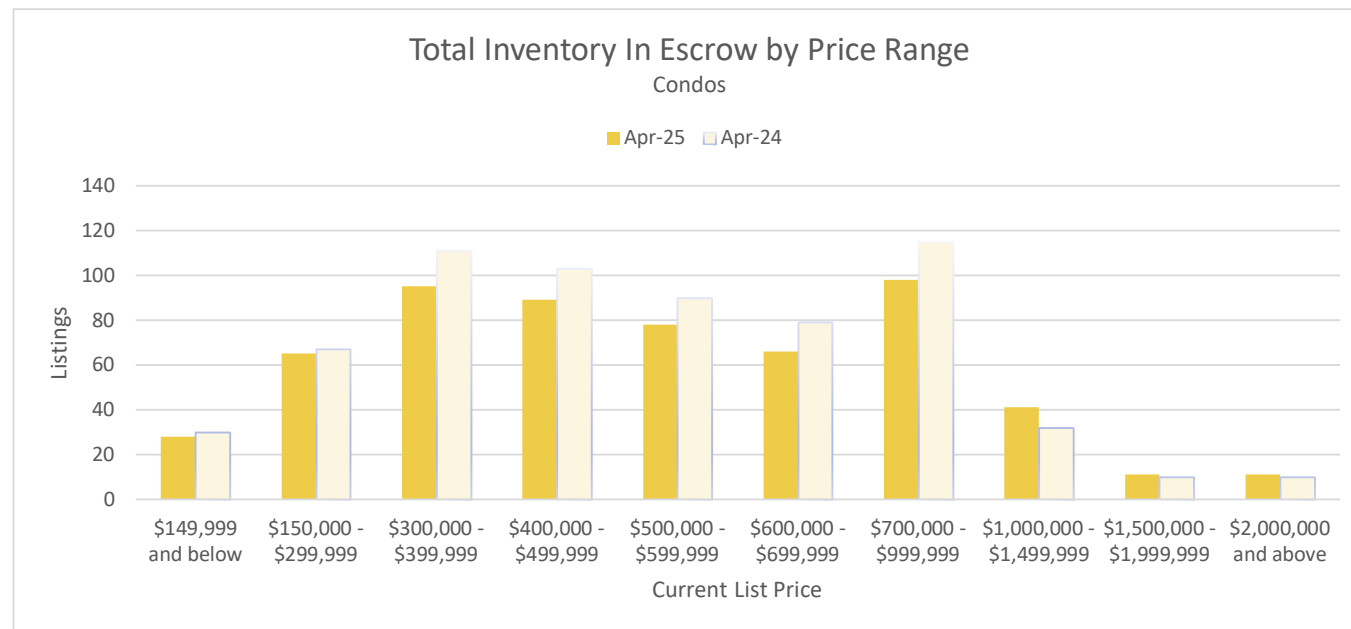 Total Inventory In Escrow by Price Range
Condos
Apr-25 Apr-24
140
120
100
80
60
40
20
0
Listings
$149,999 and below
$150,000 - $299,999
$300,000 - $399,999
$400,000 - $499,999
$500,000 - $599,999
$600,000 - $699,999
$700,000 - $999,999
$1,000,000 - $1,499,999
$1,500,000 - $1,999,999
$2,000,000 and above
Current List Price